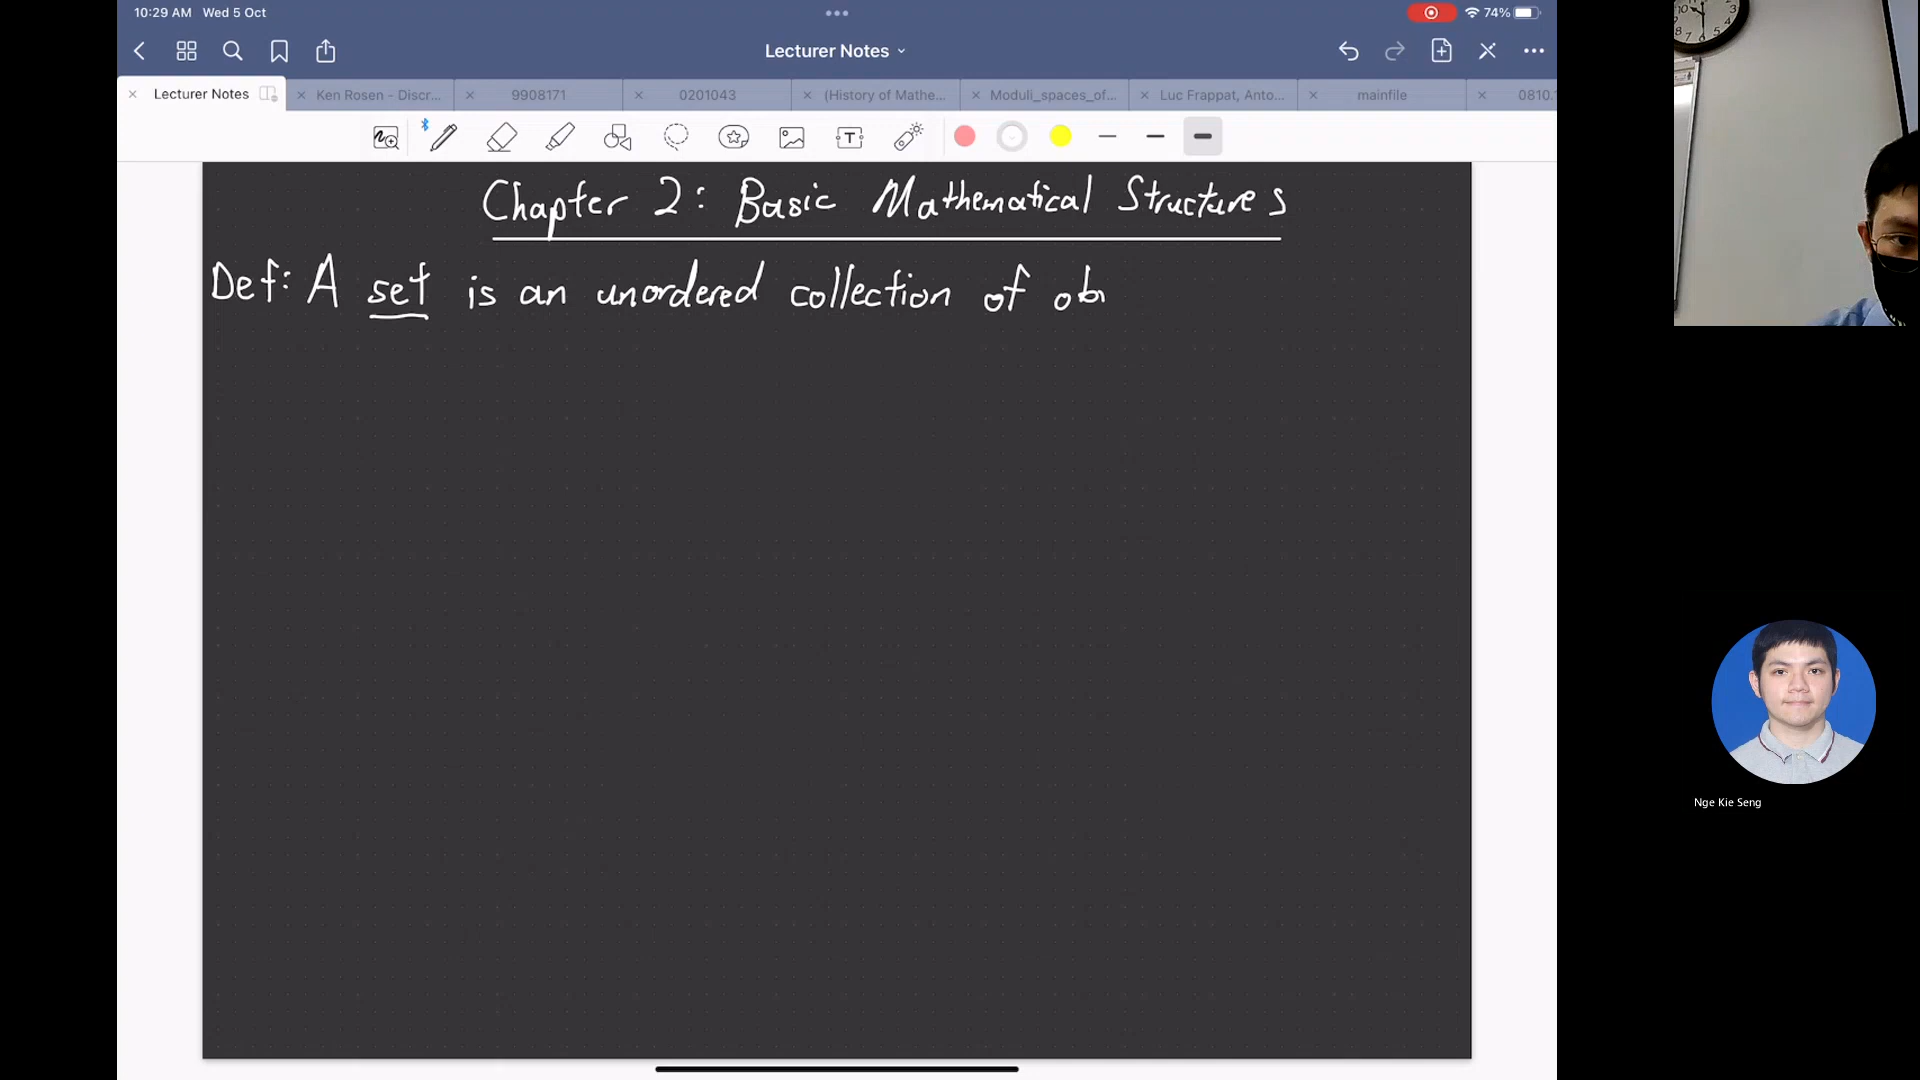 10:29 AM Wed 5 Oct
74%
Lecturer Notes
Lecturer Notes
Ken Rosen - Discr...
9908171
0201043
(History of Mathe...
Moduli_spaces_of...
Luc Frappat, Anto...
mainfile
0810.
Chapter 2: Basic Mathematical Structures
Def: A set is an unordered collection of ob
Nge Kie Seng